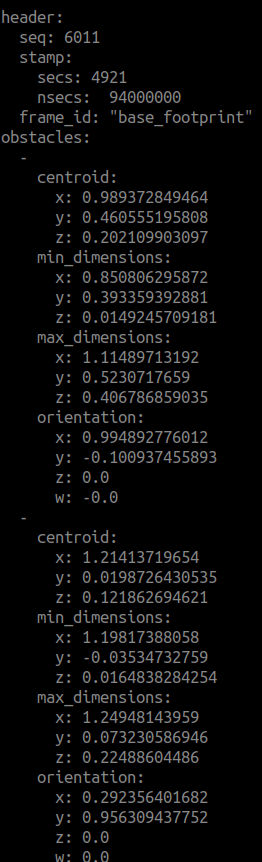 header:
  seq: 6011
  stamp:
    secs: 4921
    nsecs:  94000000
  frame_id: "base_footprint"
obstacles:
  -
    centroid:
      x: 0.989372849464
      y: 0.460555195808
      z: 0.202109903097
    min_dimensions:
      x: 0.850806295872
      y: 0.393359392881
      z: 0.0149245709181
    max_dimensions:
      x: 1.11489713192
      y: 0.5230717659
      z: 0.406786859035
    orientation:
      x: 0.994892776012
      y: -0.100937455893
      z: 0.0
      w: -0.0
  -
    centroid:
      x: 1.21413719654
      y: 0.0198726430535
      z: 0.121862694621
    min_dimensions:
      x: 1.19817388058
      y: -0.03534732759
      z: 0.0164838284254
    max_dimensions:
      x: 1.24948143959
      y: 0.073230586946
      z: 0.22488604486
    orientation:
      x: 0.292356401682
      y: 0.956309437752
      z: 0.0
      w: 0.0